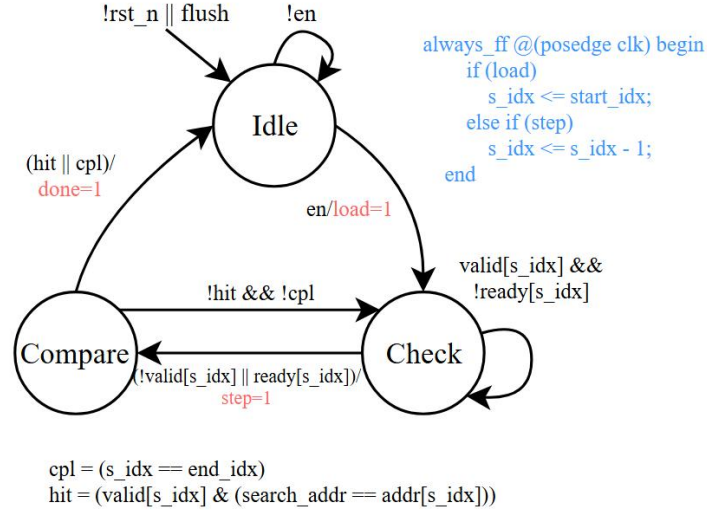 !rst_n || flush
!en
always_ff @(posedge clk) begin
if (load)
s_idx <= start_idx;
else if (step)
s_idx <= s_idx - 1;
end
Idle
(hit || cpl)/
done=1
en/load=1
valid[s_idx] &&
!ready[s_idx]
!hit && !cpl
Compare
Check
(!valid[s_idx] || ready[s_idx])/
step=1
cpl = (s_idx == end_idx)
hit = (valid[s_idx] & (search_addr == addr[s_idx]))